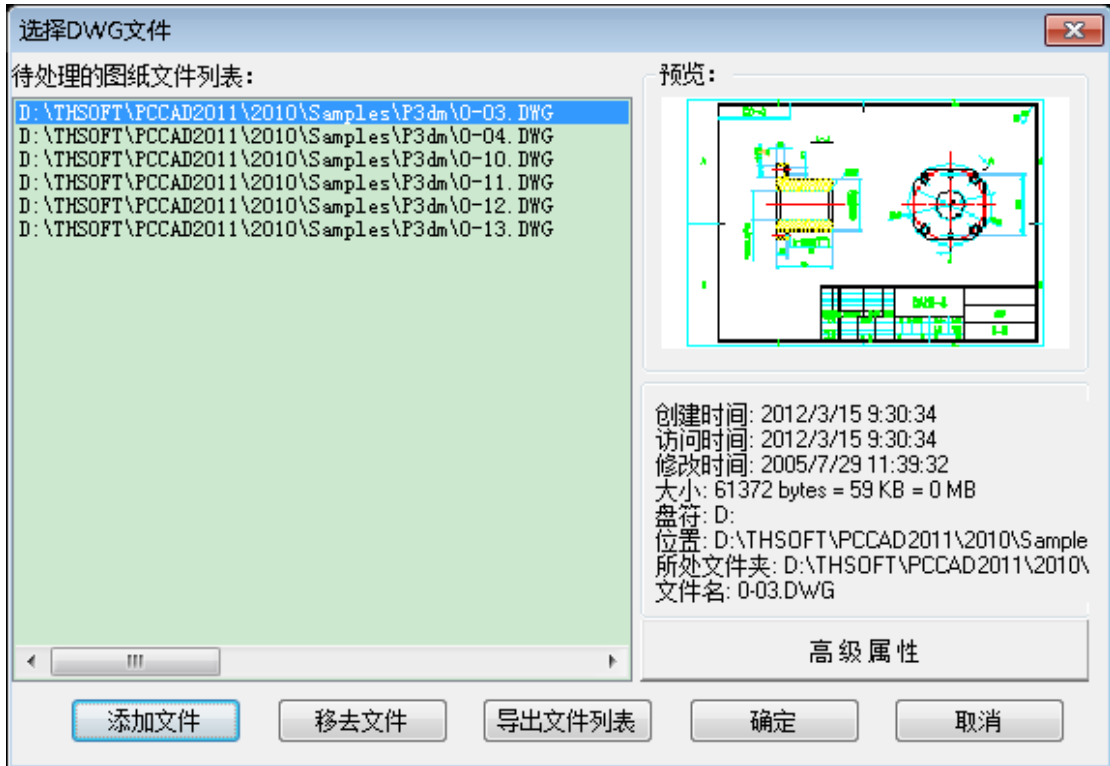 选择DWG文件
待处理的图纸文件列表:
D:\THSOFT\PCCAD2011\2010\Samples\P3dm\0-03.DWG
D:\THSOFT\PCCAD2011\2010\Samples\P3dm\0-04.DWG
D:\THSOFT\PCCAD2011\2010\Samples\P3dm\0-10.DWG
D:\THSOFT\PCCAD2011\2010\Samples\P3dm\0-11.DWG
D:\THSOFT\PCCAD2011\2010\Samples\P3dm\0-12.DWG
D:\THSOFT\PCCAD2011\2010\Samples\P3dm\0-13.DWG
预览:
创建时间: 2012/3/15 9:30:34
访问时间: 2012/3/15 9:30:34
修改时间: 2005/7/29 11:39:32
大小: 61372 bytes = 59 KB = 0 MB
盘符: D:
位置: D:\THSOFT\PCCAD2011\2010\Sample
所处文件夹: D:\THSOFT\PCCAD2011\2010\
文件名: 0-03.DWG
高级属性
添加文件
移去文件
导出文件列表
确定
取消